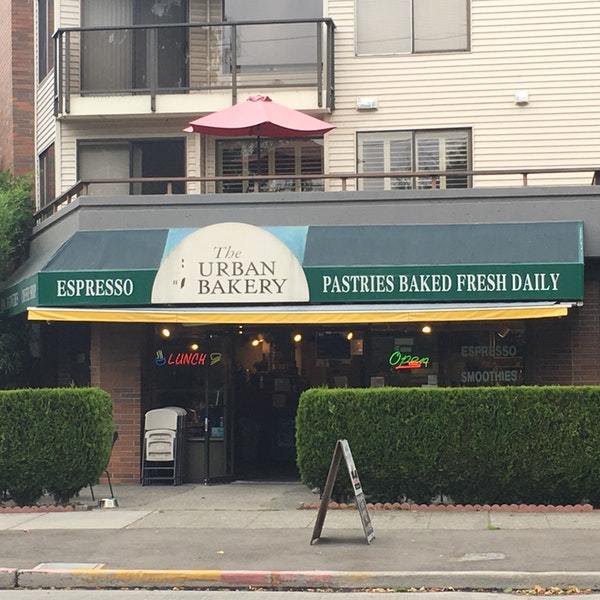 The
URBAN
BAKERY
ESPRESSO
PASTRIES BAKED FRESH DAILY
LUNCH
Open
ESPRESSO
SMOOTHIES